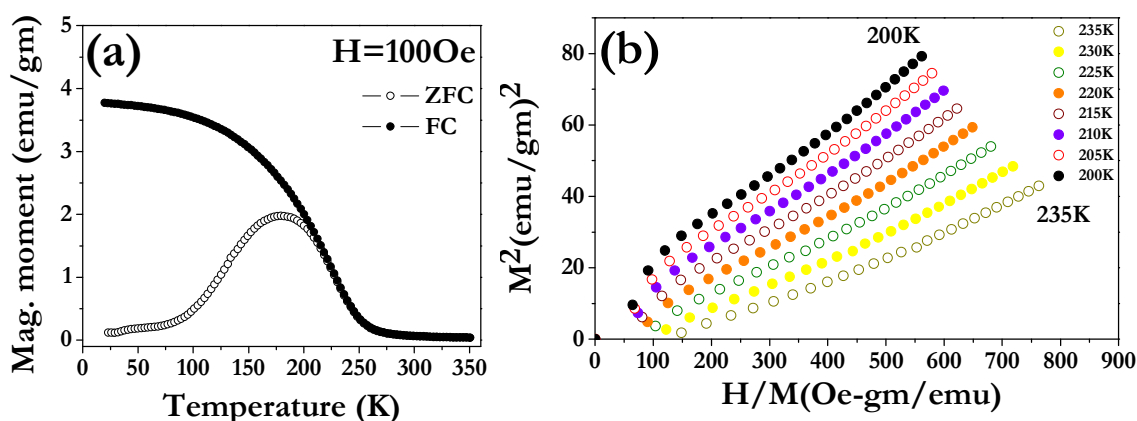 (a)
H=100Oe
ZFC
FC
Mag. moment (emu/gm)
5
4
3
2
1
0
0 50 100 150 200 250 300 350
Temperature (K)
(b)
200K
235K
230K
225K
220K
215K
210K
205K
200K
235K
M²(emu/gm)²
80
60
40
20
0
0 100 200 300 400 500 600 700 800 900
H/M(Oe-gm/emu)